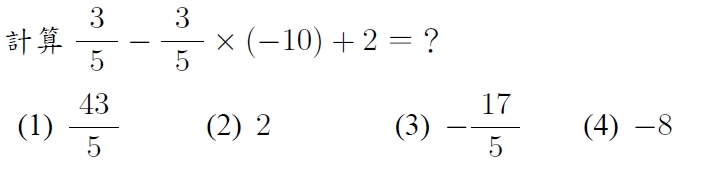 計算 3/5 − 3/5 × (−10) + 2 = ?
(1) 43/5 (2) 2 (3) −17/5 (4) −8